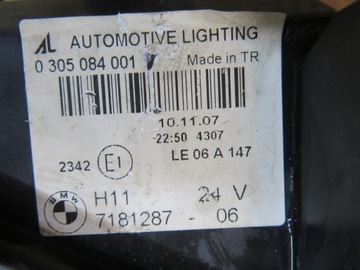 AL AUTOMOTIVE LIGHTING
0 305 084 001
Made in TR
10.11.07
22:50 4307
2342 E1
LE 06 A 147
BMW H11 24 V
7181287 - 06